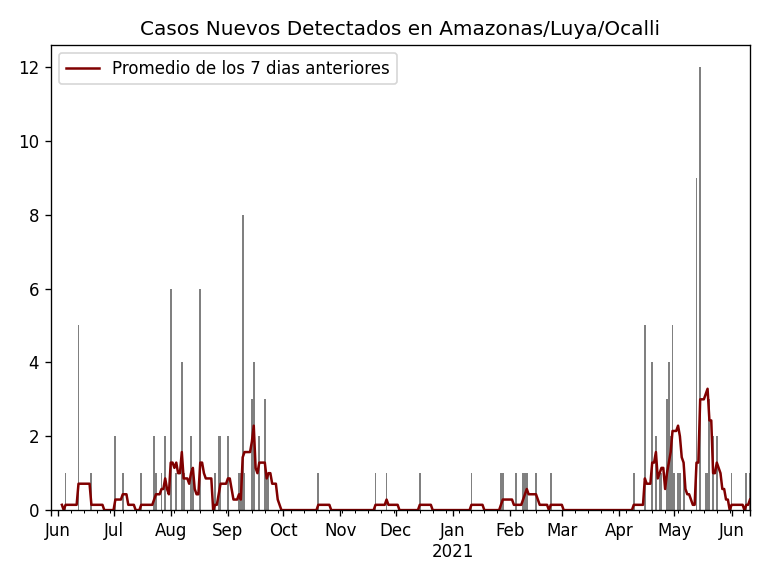 Casos Nuevos Detectados en Amazonas/Luya/Ocalli
Promedio de los 7 dias anteriores
12
10
8
6
4
2
0
Jun Jul Aug Sep Oct Nov Dec Jan Feb Mar Apr May Jun
2021